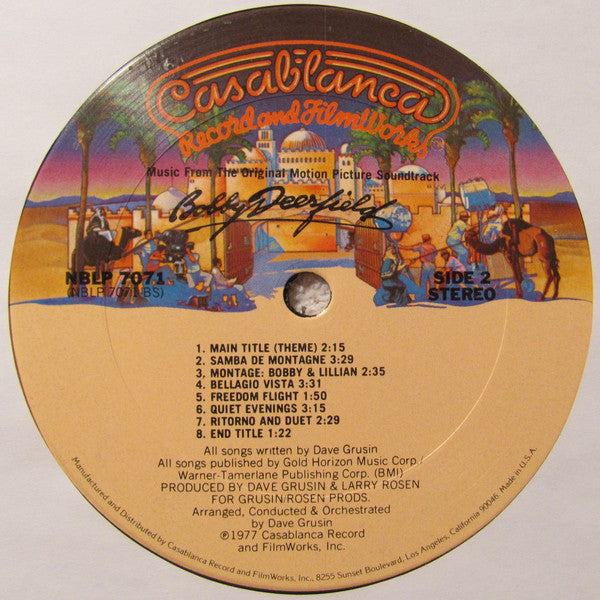 Casablanca
Record and FilmWorks
Music From The Original Motion Picture Soundtrack
Bobby Deerfield
NBLP 7071
(NBLP 7071 BS)
SIDE 2
STEREO
1. MAIN TITLE (THEME) 2:15
2. SAMBA DE MONTAGNE 3:29
3. MONTAGE: BOBBY & LILLIAN 2:35
4. BELLAGIO VISTA 3:31
5. FREEDOM FLIGHT 1:50
6. QUIET EVENINGS 3:15
7. RITORNO AND DUET 2:29
8. END TITLE 1:22
All songs written by Dave Grusin
All songs published by Gold Horizon Music Corp./
Warner-Tamerlane Publishing Corp. (BMI)
PRODUCED BY DAVE GRUSIN & LARRY ROSEN
FOR GRUSIN/ROSEN PRODS.
Arranged, Conducted & Orchestrated
by Dave Grusin
℗1977 Casablanca Record
and FilmWorks, Inc.
Manufactured and Distributed by Casablanca Record and FilmWorks, Inc., 8255 Sunset Boulevard, Los Angeles, California 90046. Made in U.S.A.